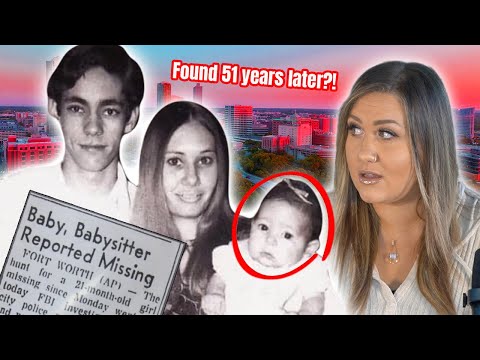 Found 51 years later?!
Baby, Babysitter
Reported Missing
FORT WORTH (AP) — The
hunt for a 21-month-old girl
missing since Monday
today FBI
city police